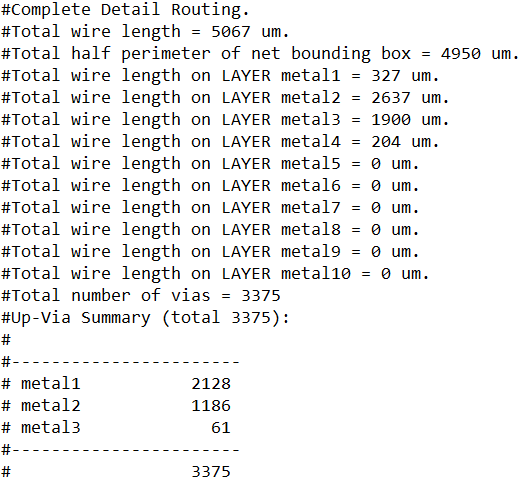 #Complete Detail Routing.
#Total wire length = 5067 um.
#Total half perimeter of net bounding box = 4950 um.
#Total wire length on LAYER metal1 = 327 um.
#Total wire length on LAYER metal2 = 2637 um.
#Total wire length on LAYER metal3 = 1900 um.
#Total wire length on LAYER metal4 = 204 um.
#Total wire length on LAYER metal5 = 0 um.
#Total wire length on LAYER metal6 = 0 um.
#Total wire length on LAYER metal7 = 0 um.
#Total wire length on LAYER metal8 = 0 um.
#Total wire length on LAYER metal9 = 0 um.
#Total wire length on LAYER metal10 = 0 um.
#Total number of vias = 3375
#Up-Via Summary (total 3375):
#
#-----------------------
# metal1           2128
# metal2           1186
# metal3             61
#-----------------------
#                  3375